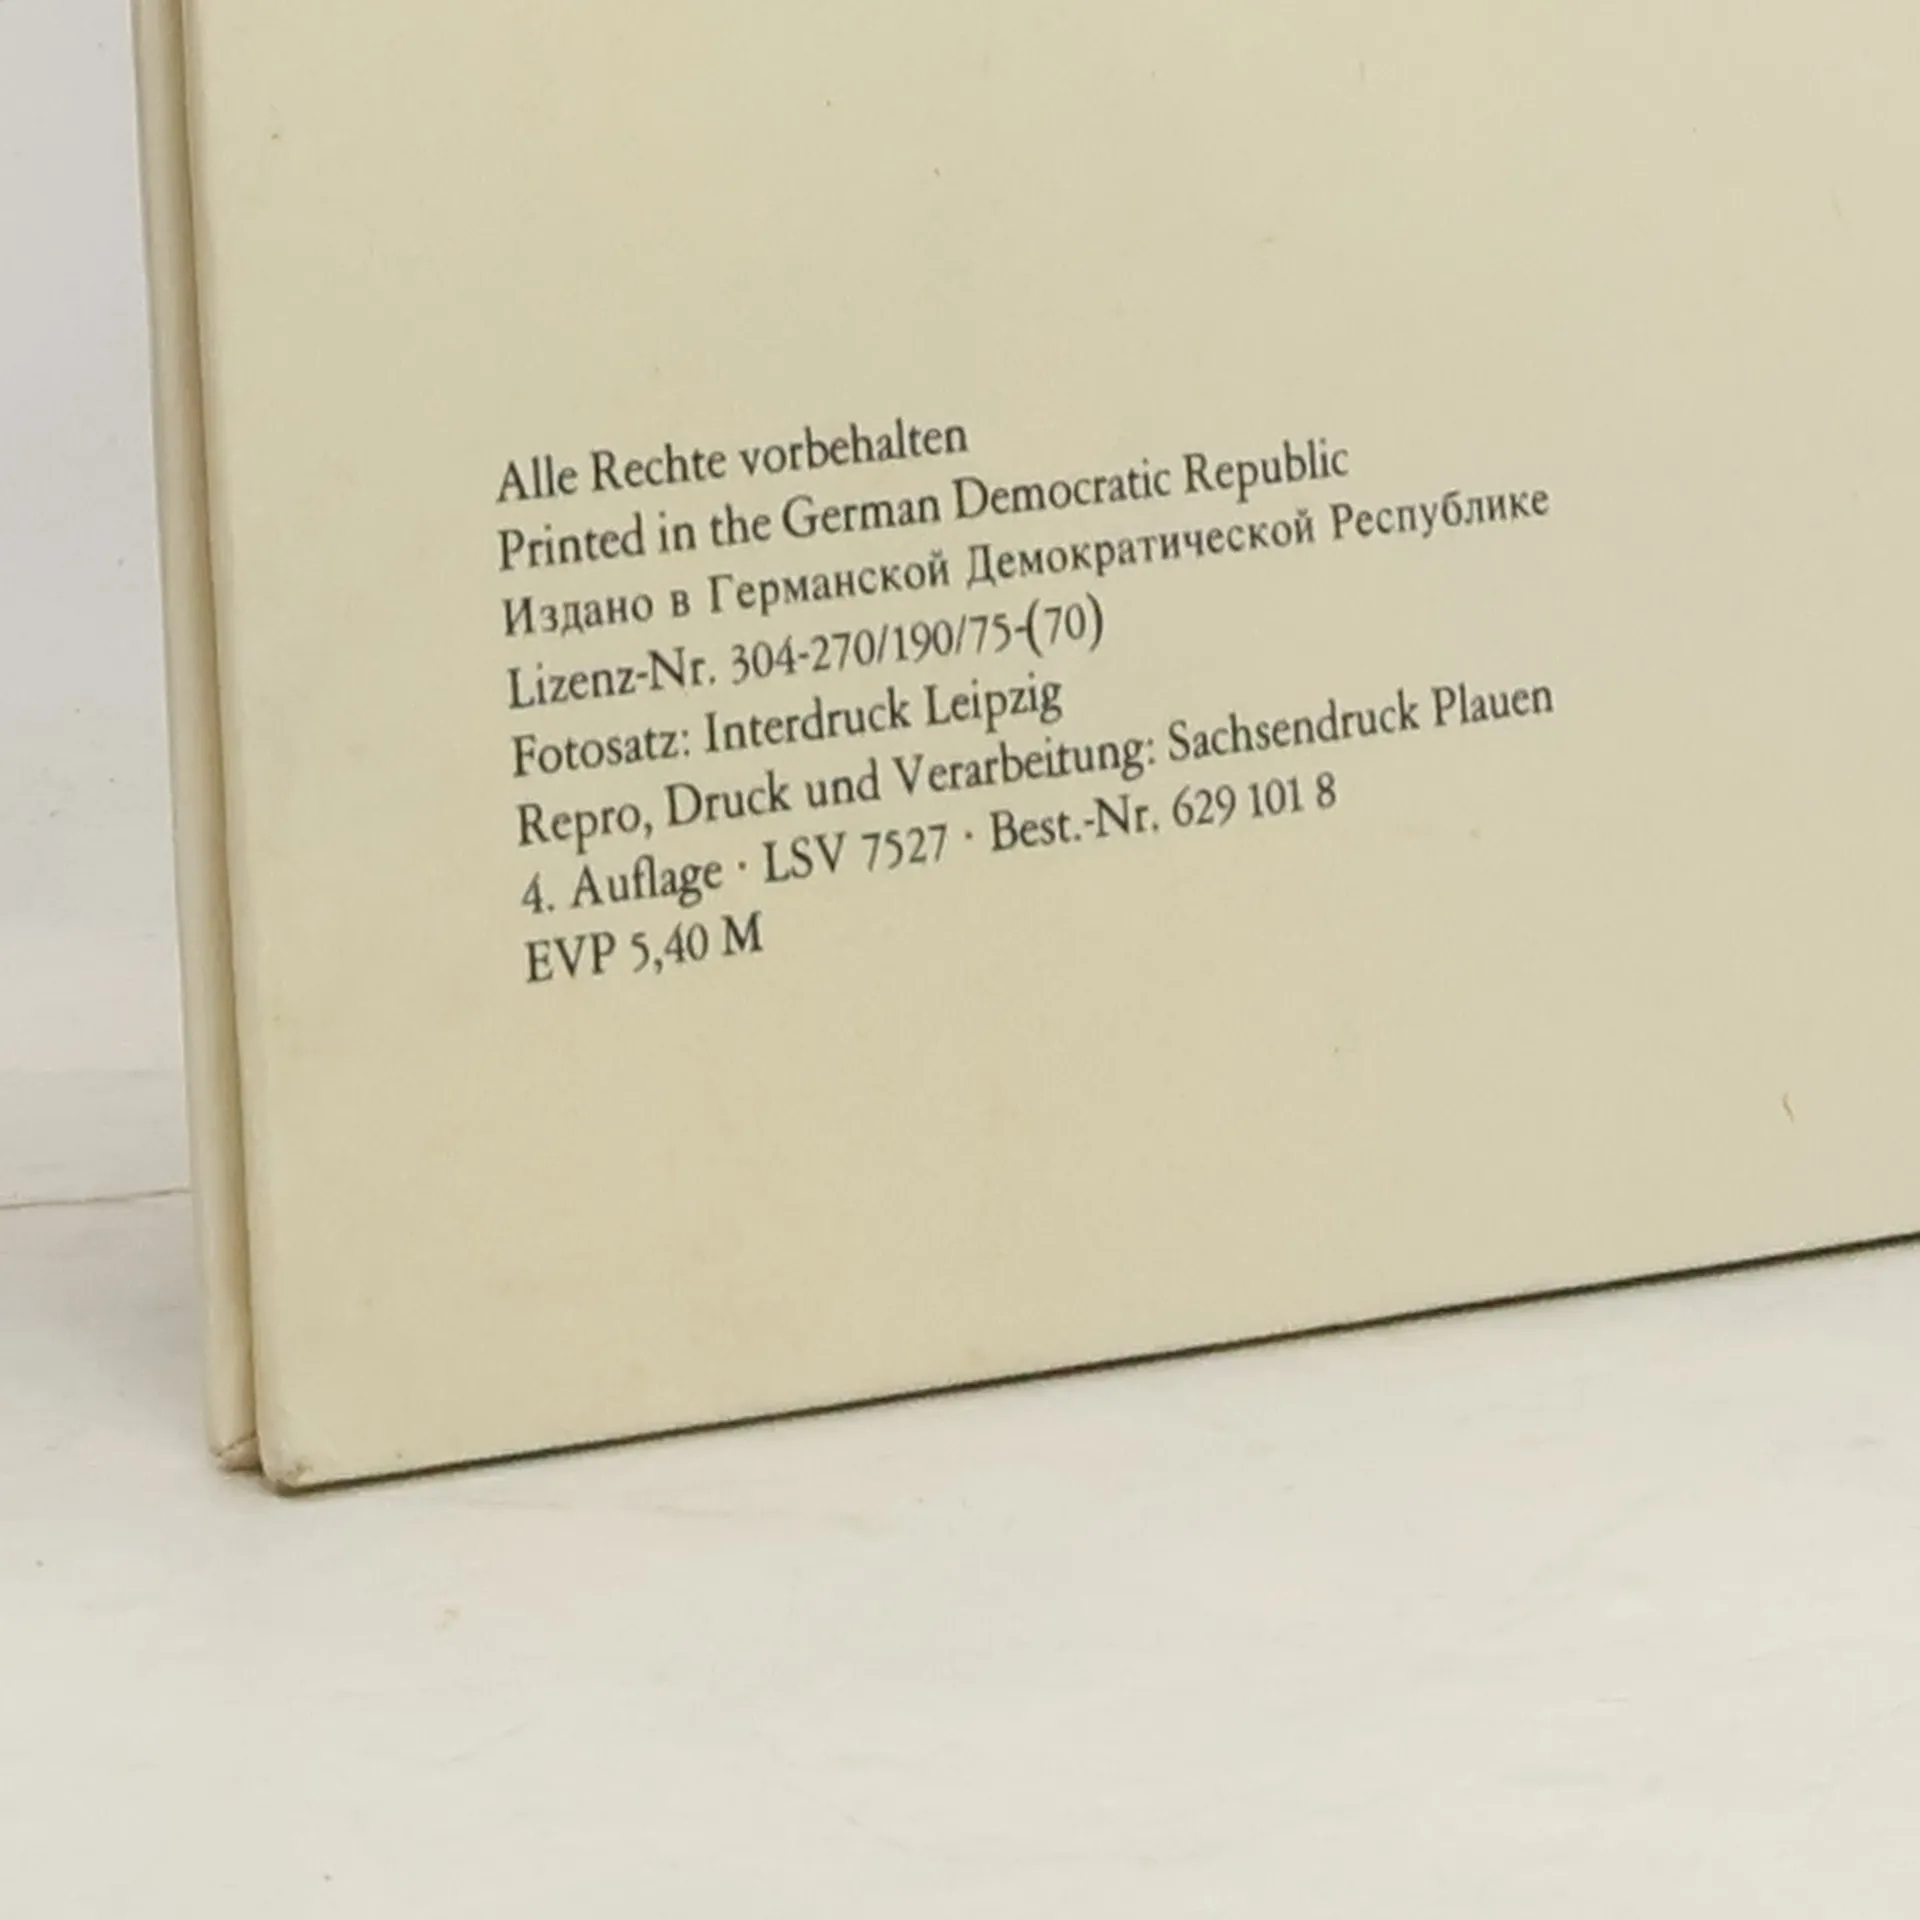 Alle Rechte vorbehalten
Printed in the German Democratic Republic
Издано в Германской Демократической Республике
Lizenz-Nr. 304-270/190/75-(70)
Fotosatz: Interdruck Leipzig
Repro, Druck und Verarbeitung: Sachsendruck Plauen
4. Auflage · LSV 7527 · Best.-Nr. 629 101 8
EVP 5,40 M